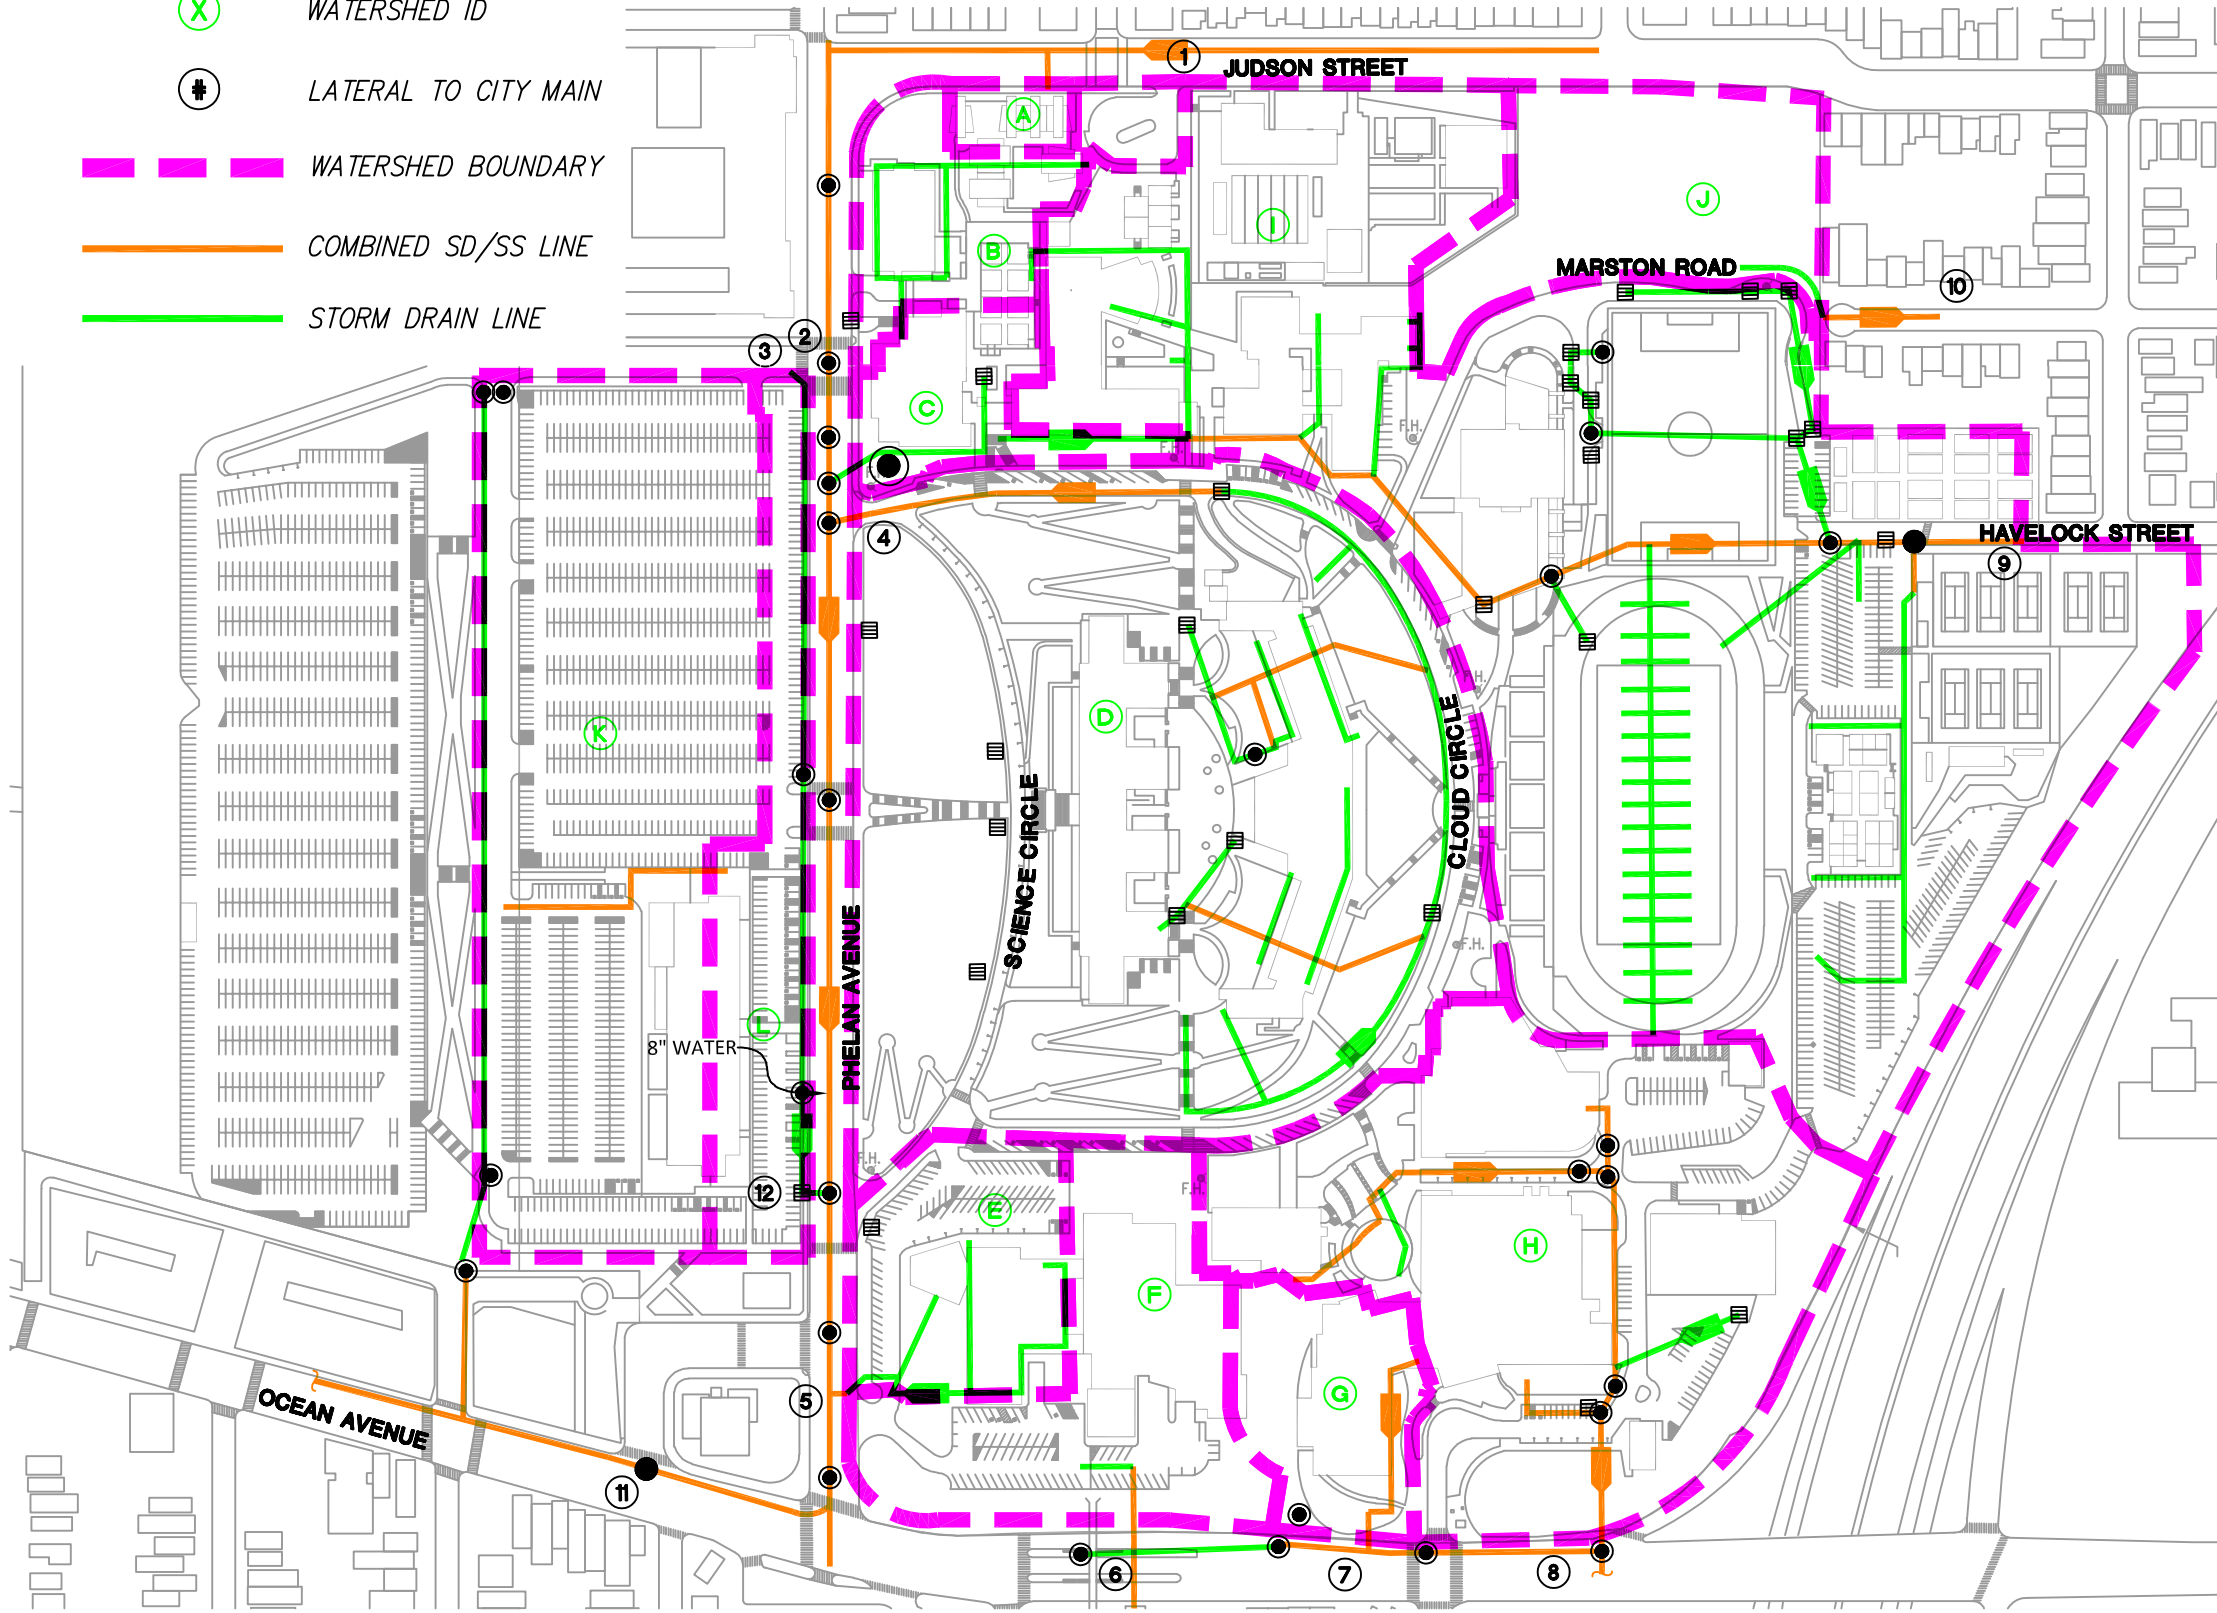 X WATERSHED ID
# LATERAL TO CITY MAIN
WATERSHED BOUNDARY
COMBINED SD/SS LINE
STORM DRAIN LINE
1
JUDSON STREET
A
J
I
B
MARSTON ROAD
10
2
3
C
F.H.
F.H.
4
HAVELOCK STREET
9
F.H.
D
K
CLOUD CIRCLE
SCIENCE CIRCLE
PHELAN AVENUE
F.H.
L
8" WATER
F.H.
F.H.
12
E
H
F
G
5
OCEAN AVENUE
11
6
7
8